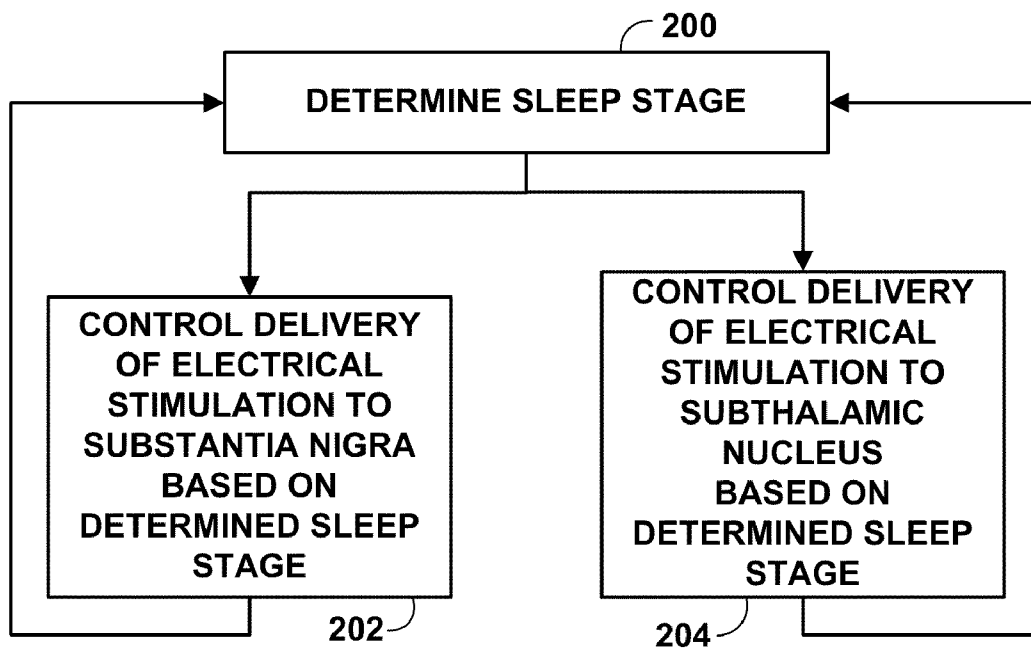 200
DETERMINE SLEEP STAGE
CONTROL DELIVERY
OF ELECTRICAL
STIMULATION TO
SUBSTANTIA NIGRA
BASED ON
DETERMINED SLEEP
STAGE
202
CONTROL DELIVERY
OF ELECTRICAL
STIMULATION TO
SUBTHALAMIC
NUCLEUS
BASED ON
DETERMINED SLEEP
STAGE
204